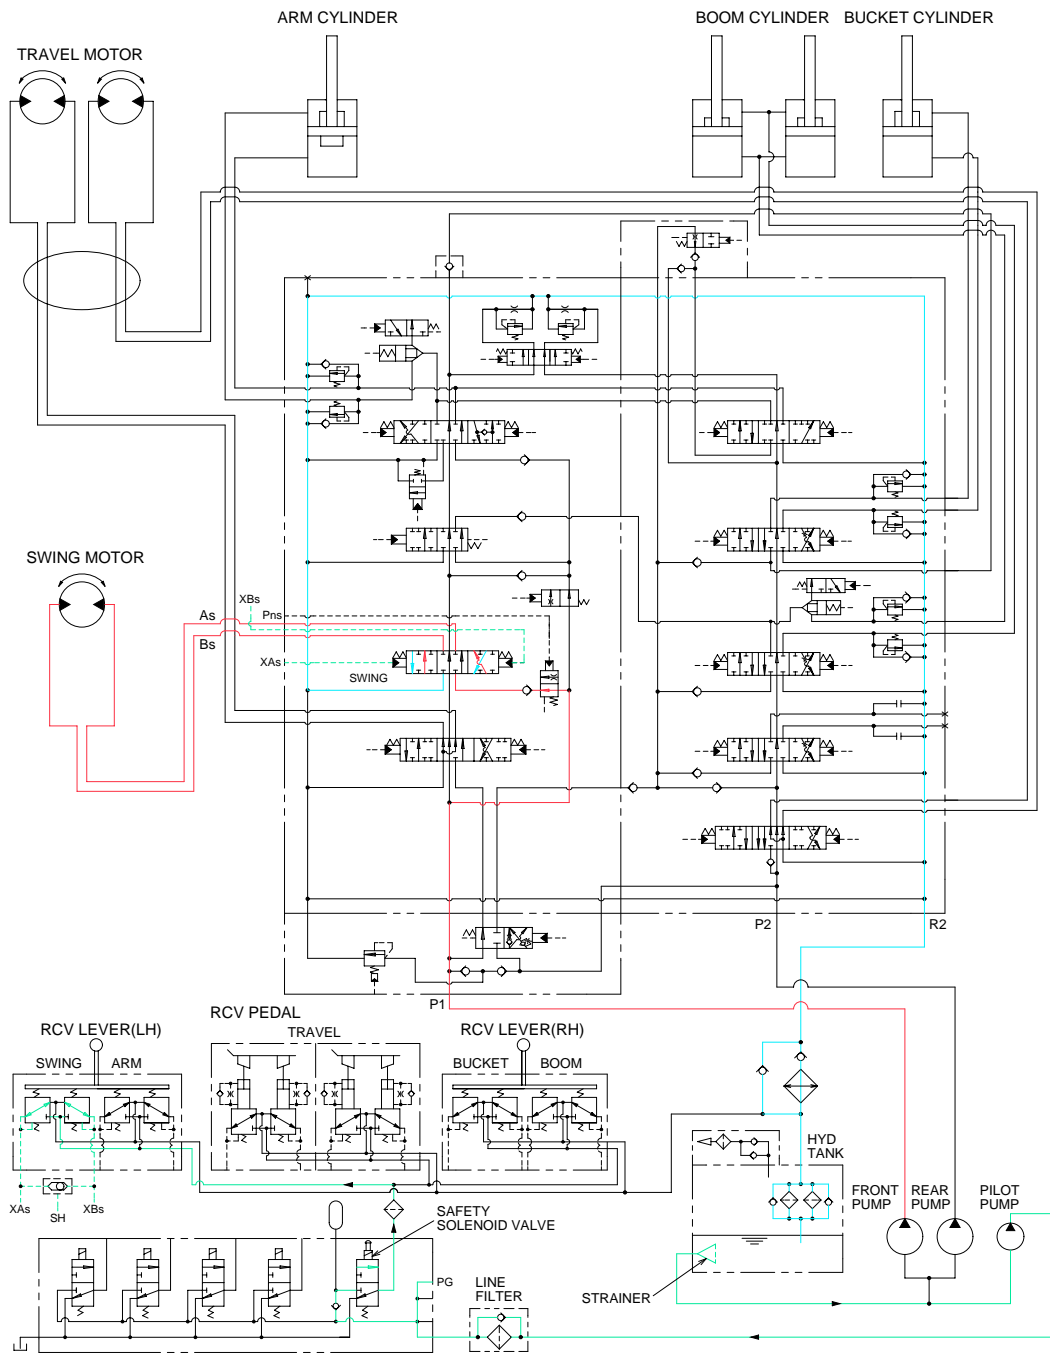 ARM CYLINDER
BOOM CYLINDER
BUCKET CYLINDER
TRAVEL MOTOR
SWING MOTOR
As
Bs
XBs
Pns
XAs
SWING
P2
R2
P1
RCV LEVER(LH)
SWING
ARM
RCV PEDAL
TRAVEL
RCV LEVER(RH)
BUCKET
BOOM
HYD
TANK
FRONT
PUMP
REAR
PUMP
PILOT
PUMP
XAs
SH
XBs
SAFETY
SOLENOID VALVE
PG
LINE
FILTER
STRAINER